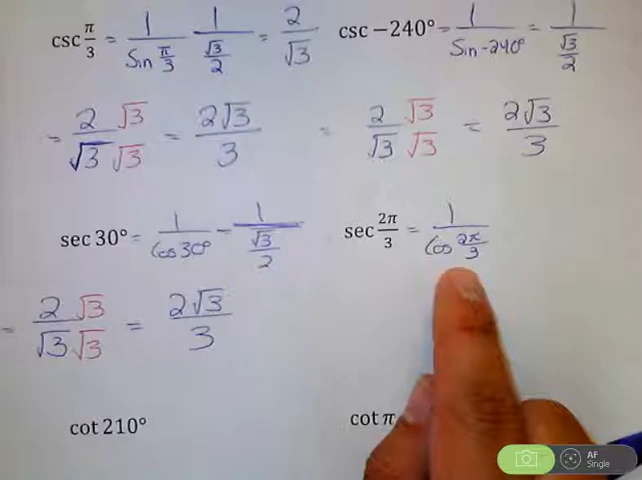 csc π/3 = 1/Sin π/3 1/(√3/2) = 2/√3
csc −240° = 1/Sin −240° = 1/(√3/2)
= 2/√3 √3/√3 = 2√3/3
= 2/√3 √3/√3 = 2√3/3
sec 30° = 1/Cos 30° = 1/(√3/2)
sec 2π/3 = 1/Cos 2π/3
= 2/√3 √3/√3 = 2√3/3
cot 210°
cot π
AF
Single